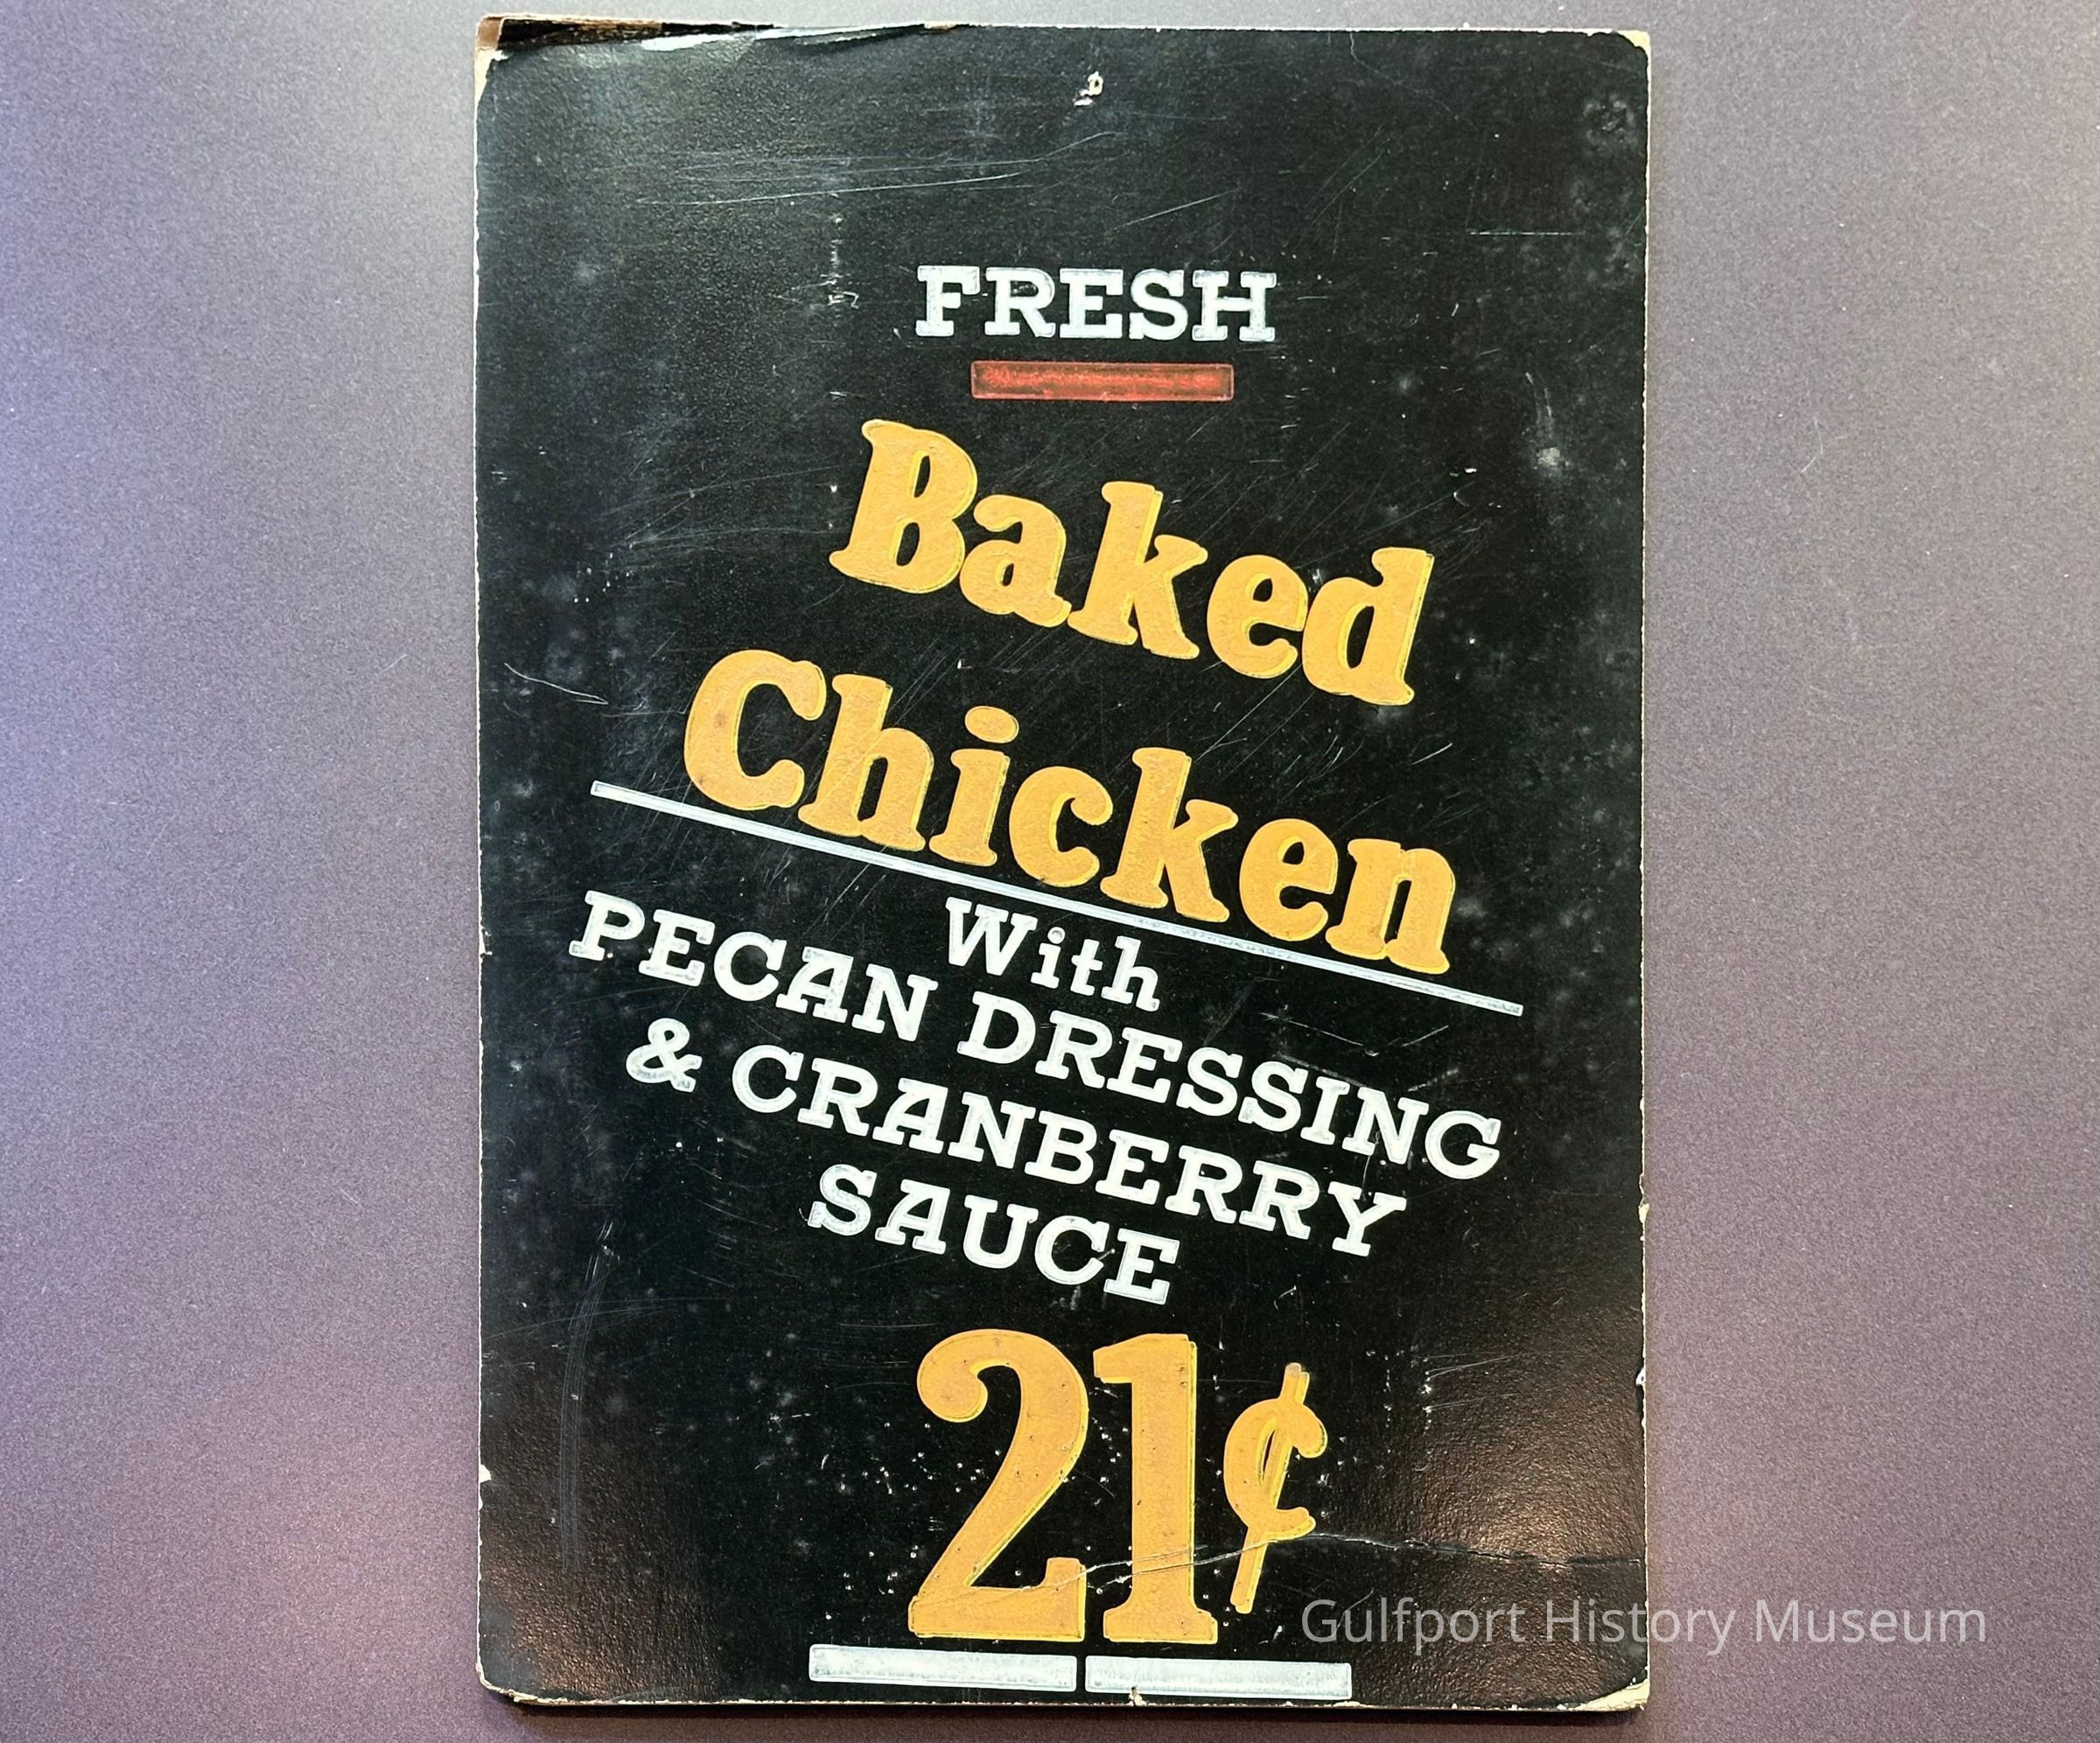 FRESH
Baked
Chicken
With
PECAN DRESSING
& CRANBERRY
SAUCE
21¢
Gulfport History Museum